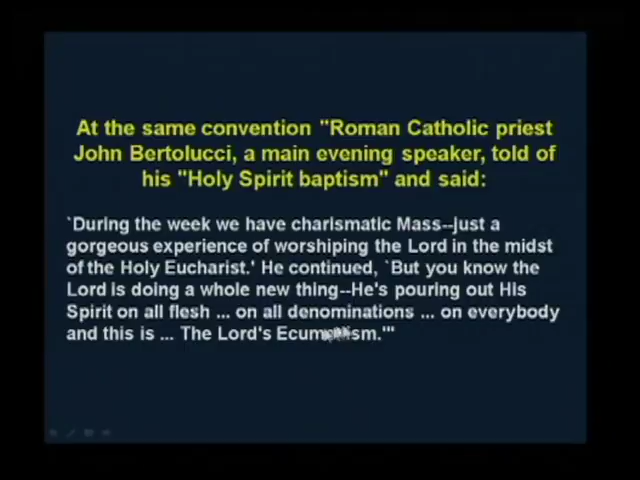 At the same convention "Roman Catholic priest
John Bertolucci, a main evening speaker, told of
his "Holy Spirit baptism" and said:
`During the week we have charismatic Mass--just a
gorgeous experience of worshiping the Lord in the midst
of the Holy Eucharist.' He continued, `But you know the
Lord is doing a whole new thing--He's pouring out His
Spirit on all flesh ... on all denominations ... on everybody
and this is ... The Lord's Ecumenism.'"